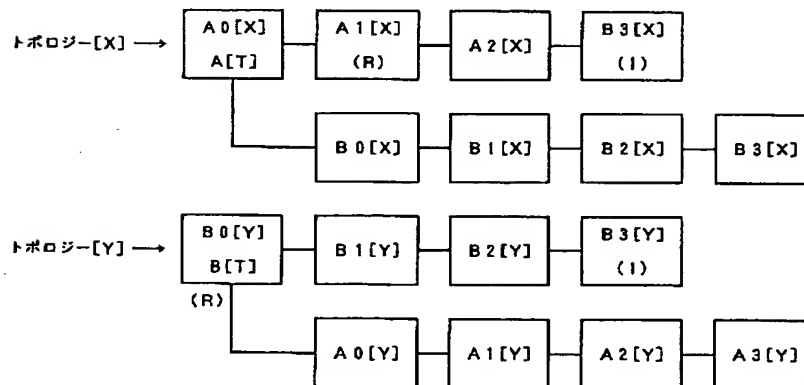 A0[X]
トポロジー[X] →
A[T]
A1[X]
(R)
A2[X]
B3[X]
(I)
B0[X]
B1[X]
B2[X]
B3[X]
B0[Y]
トポロジー[Y] →
B[T]
(R)
B1[Y]
B2[Y]
B3[Y]
(I)
A0[Y]
A1[Y]
A2[Y]
A3[Y]